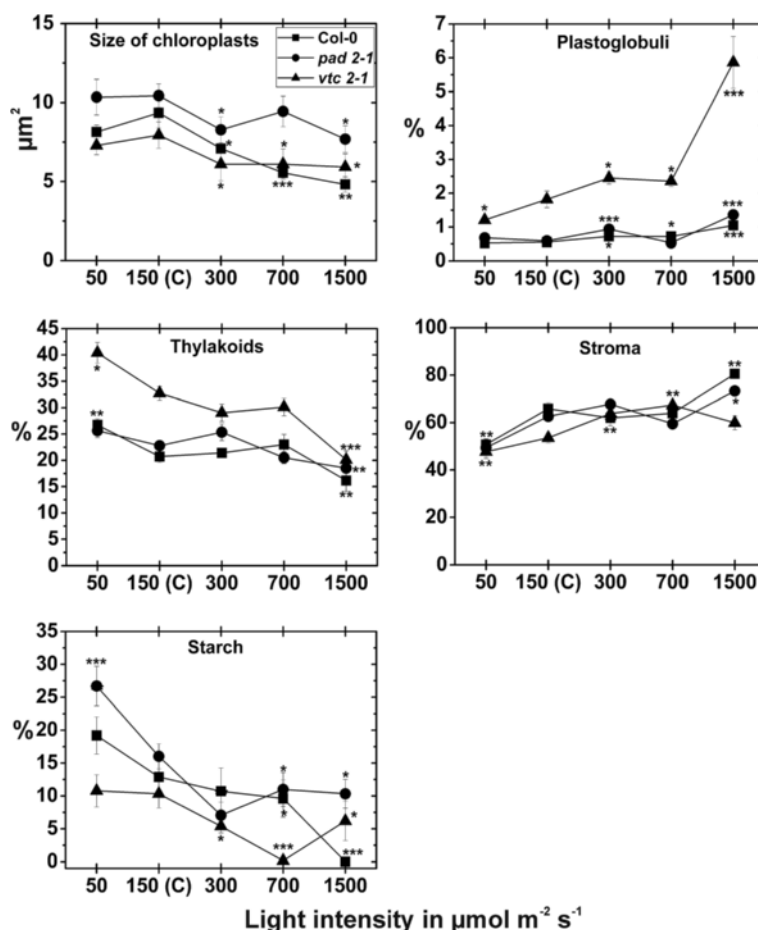 Size of chloroplasts
Col-0
pad 2-1
vtc 2-1
µm²
15
10
5
0
* * * * * *** * * **
50 150 (C) 300 700 1500
Plastoglobuli
%
7
6
5
4
3
2
1
0
* * * *** *** * * *** ***
50 150 (C) 300 700 1500
Thylakoids
%
45
40
35
30
25
20
15
10
5
0
* ** *** ** **
50 150 (C) 300 700 1500
Stroma
%
100
80
60
40
20
0
** ** ** ** ** *
50 150 (C) 300 700 1500
Starch
%
35
30
25
20
15
10
5
0
*** * * * *** * * ***
50 150 (C) 300 700 1500
Light intensity in µmol m⁻² s⁻¹